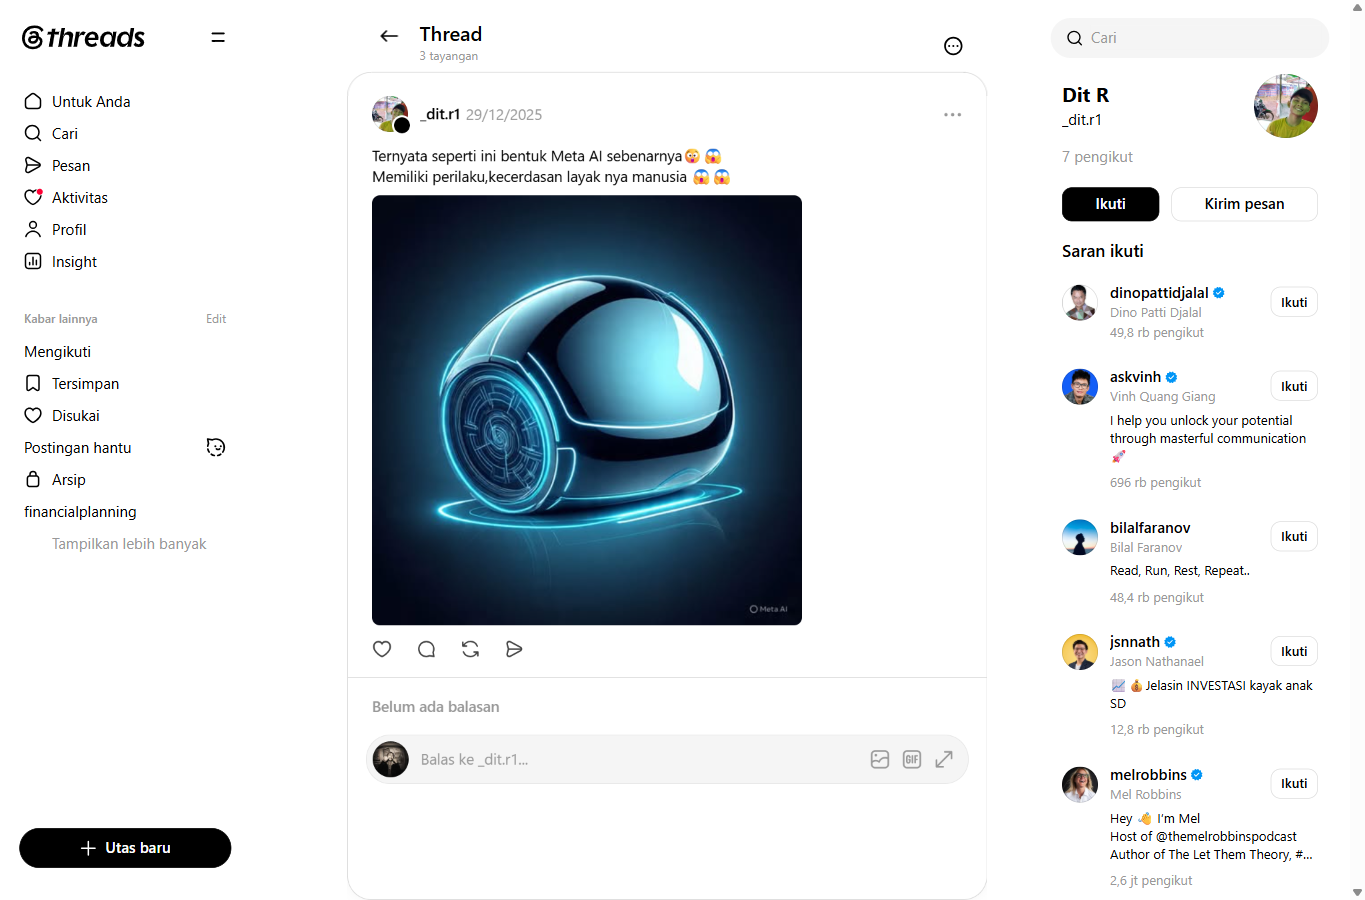 threads
Untuk Anda
Cari
Pesan
Aktivitas
Profil
Insight
Kabar lainnya
Edit
Mengikuti
Tersimpan
Disukai
Postingan hantu
Arsip
financialplanning
Tampilkan lebih banyak
Utas baru
Thread
3 tayangan
_dit.r1 29/12/2025
Ternyata seperti ini bentuk Meta AI sebenarnya😲😱
Memiliki perilaku,kecerdasan layak nya manusia 😱😱
Meta AI
Belum ada balasan
Balas ke _dit.r1...
GIF
Cari
Dit R
_dit.r1
7 pengikut
Ikuti
Kirim pesan
Saran ikuti
dinopattidjalal
Dino Patti Djalal
49,8 rb pengikut
Ikuti
askvinh
Vinh Quang Giang
I help you unlock your potential
through masterful communication
🚀
696 rb pengikut
Ikuti
bilalfaranov
Bilal Faranov
Read, Run, Rest, Repeat..
48,4 rb pengikut
Ikuti
jsnnath
Jason Nathanael
📈💰Jelasin INVESTASI kayak anak
SD
12,8 rb pengikut
Ikuti
melrobbins
Mel Robbins
Hey 👋 I'm Mel
Host of @themelrobbinspodcast
Author of The Let Them Theory, #...
2,6 jt pengikut
Ikuti